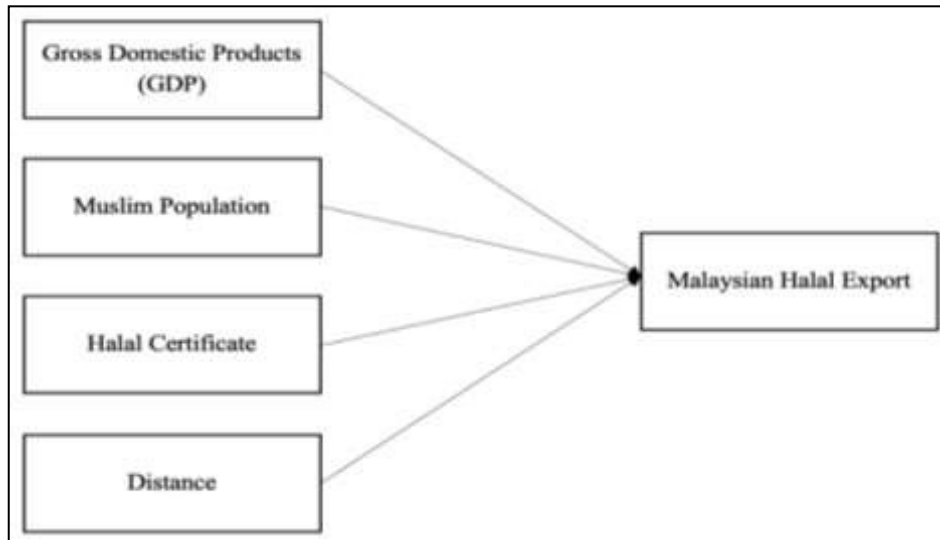 Gross Domestic Products
(GDP)
Muslim Population
Halal Certificate
Distance
Malaysian Halal Export